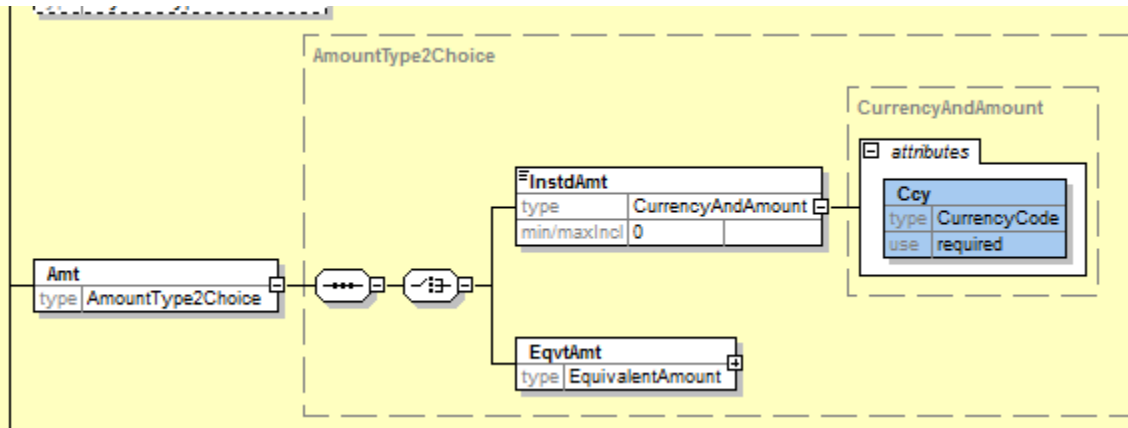 AmountType2Choice
CurrencyAndAmount
attributes
InstdAmt
type CurrencyAndAmount
min/maxIncl 0
Ccy
type CurrencyCode
use required
Amt
type AmountType2Choice
EqvtAmt
type EquivalentAmount